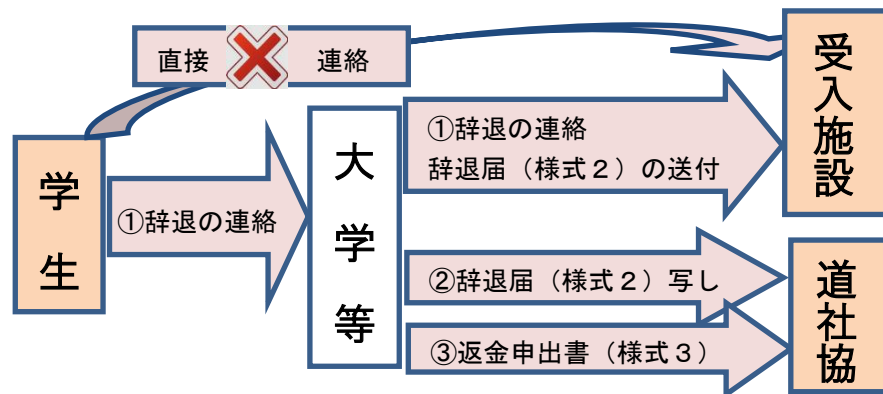 直接 連絡
受入施設
学生
①辞退の連絡
大学等
①辞退の連絡
辞退届（様式２）の送付
②辞退届（様式２）写し
③返金申出書（様式３）
道社協